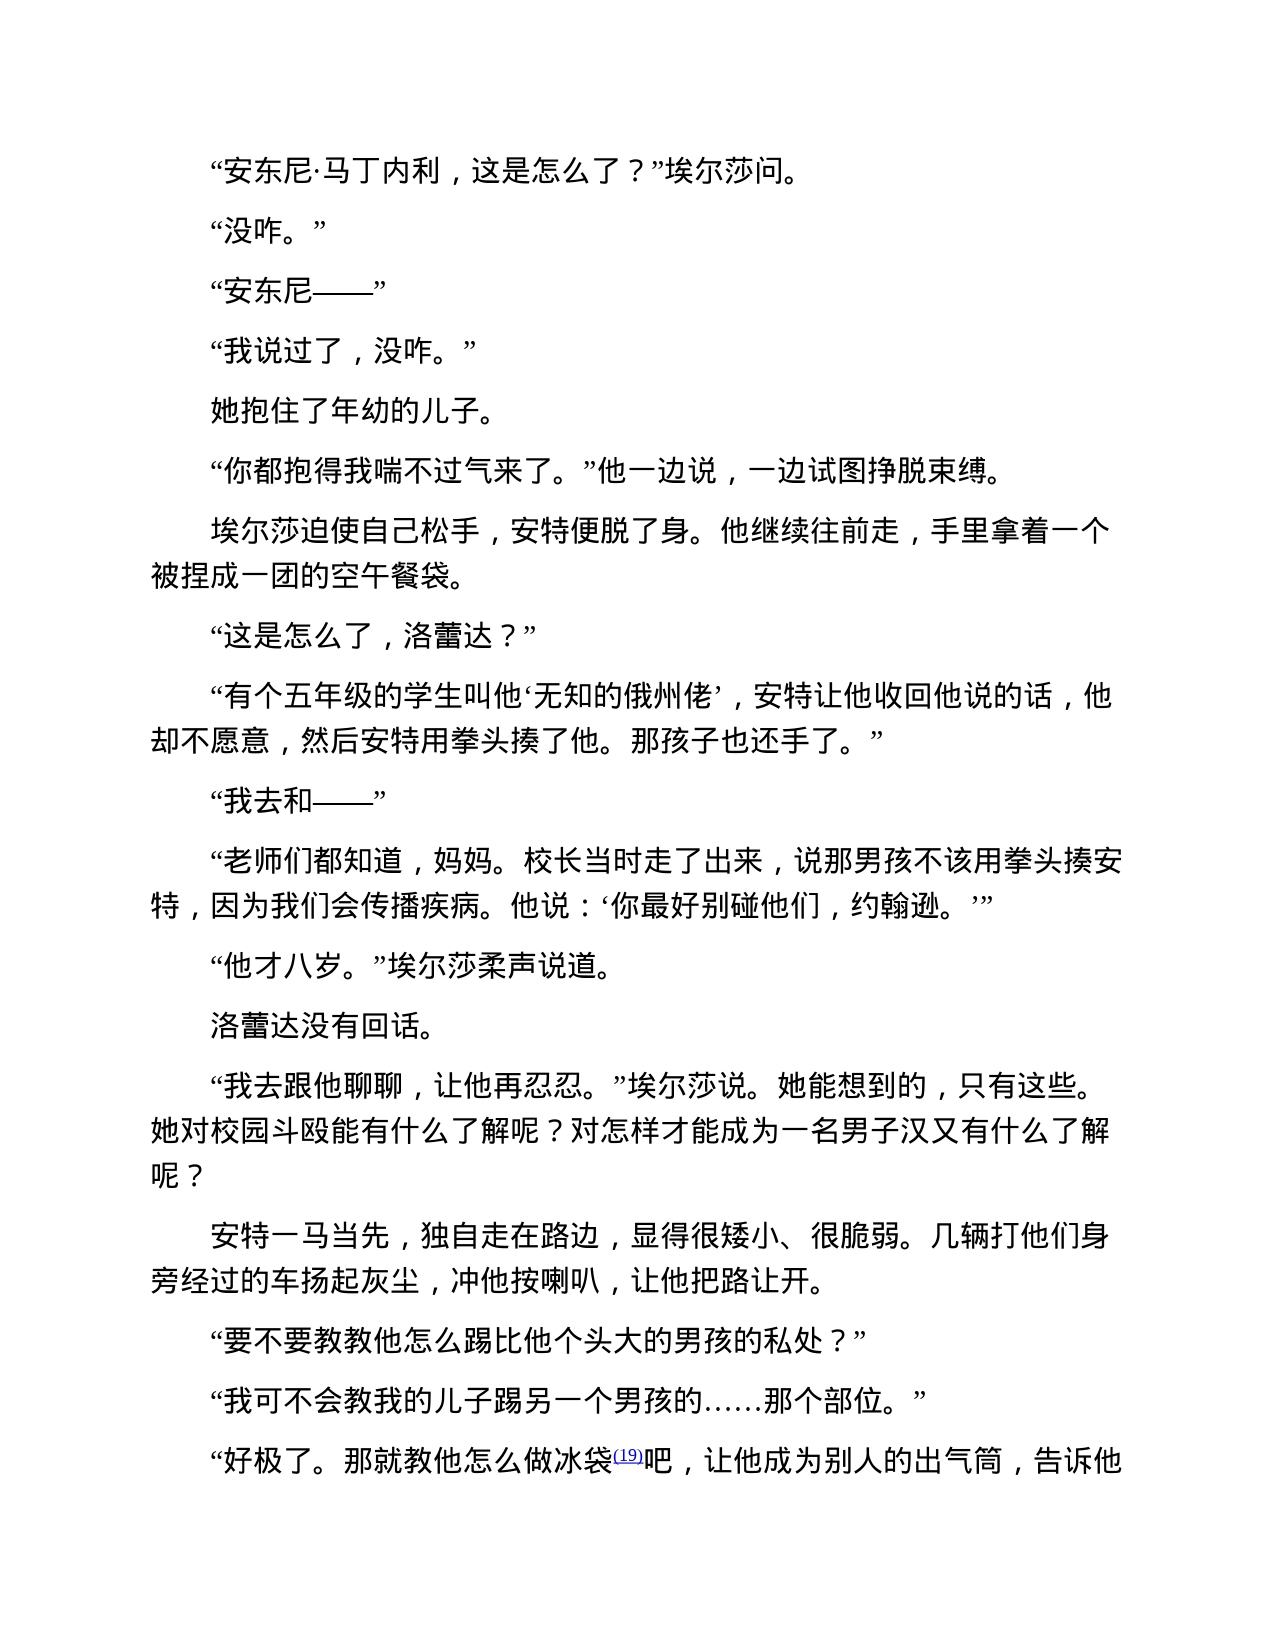 “安东尼·马丁内利，这是怎么了？”埃尔莎问。
“没咋。”
“安东尼——”
“我说过了，没咋。”
她抱住了年幼的儿子。
“你都抱得我喘不过气来了。”他一边说，一边试图挣脱束缚。
埃尔莎迫使自己松手，安特便脱了身。他继续往前走，手里拿着一个
被捏成一团的空午餐袋。
“这是怎么了，洛蕾达？”
“有个五年级的学生叫他‘无知的俄州佬’，安特让他收回他说的话，他
却不愿意，然后安特用拳头揍了他。那孩子也还手了。”
“我去和——”
“老师们都知道，妈妈。校长当时走了出来，说那男孩不该用拳头揍安
特，因为我们会传播疾病。他说：‘你最好别碰他们，约翰逊。’”
“他才八岁。”埃尔莎柔声说道。
洛蕾达没有回话。
“我去跟他聊聊，让他再忍忍。”埃尔莎说。她能想到的，只有这些。
她对校园斗殴能有什么了解呢？对怎样才能成为一名男子汉又有什么了解
呢？
安特一马当先，独自走在路边，显得很矮小、很脆弱。几辆打他们身
旁经过的车扬起灰尘，冲他按喇叭，让他把路让开。
“要不要教教他怎么踢比他个头大的男孩的私处？”
“我可不会教我的儿子踢另一个男孩的……那个部位。”
“好极了。那就教他怎么做冰袋(19)吧，让他成为别人的出气筒，告诉他